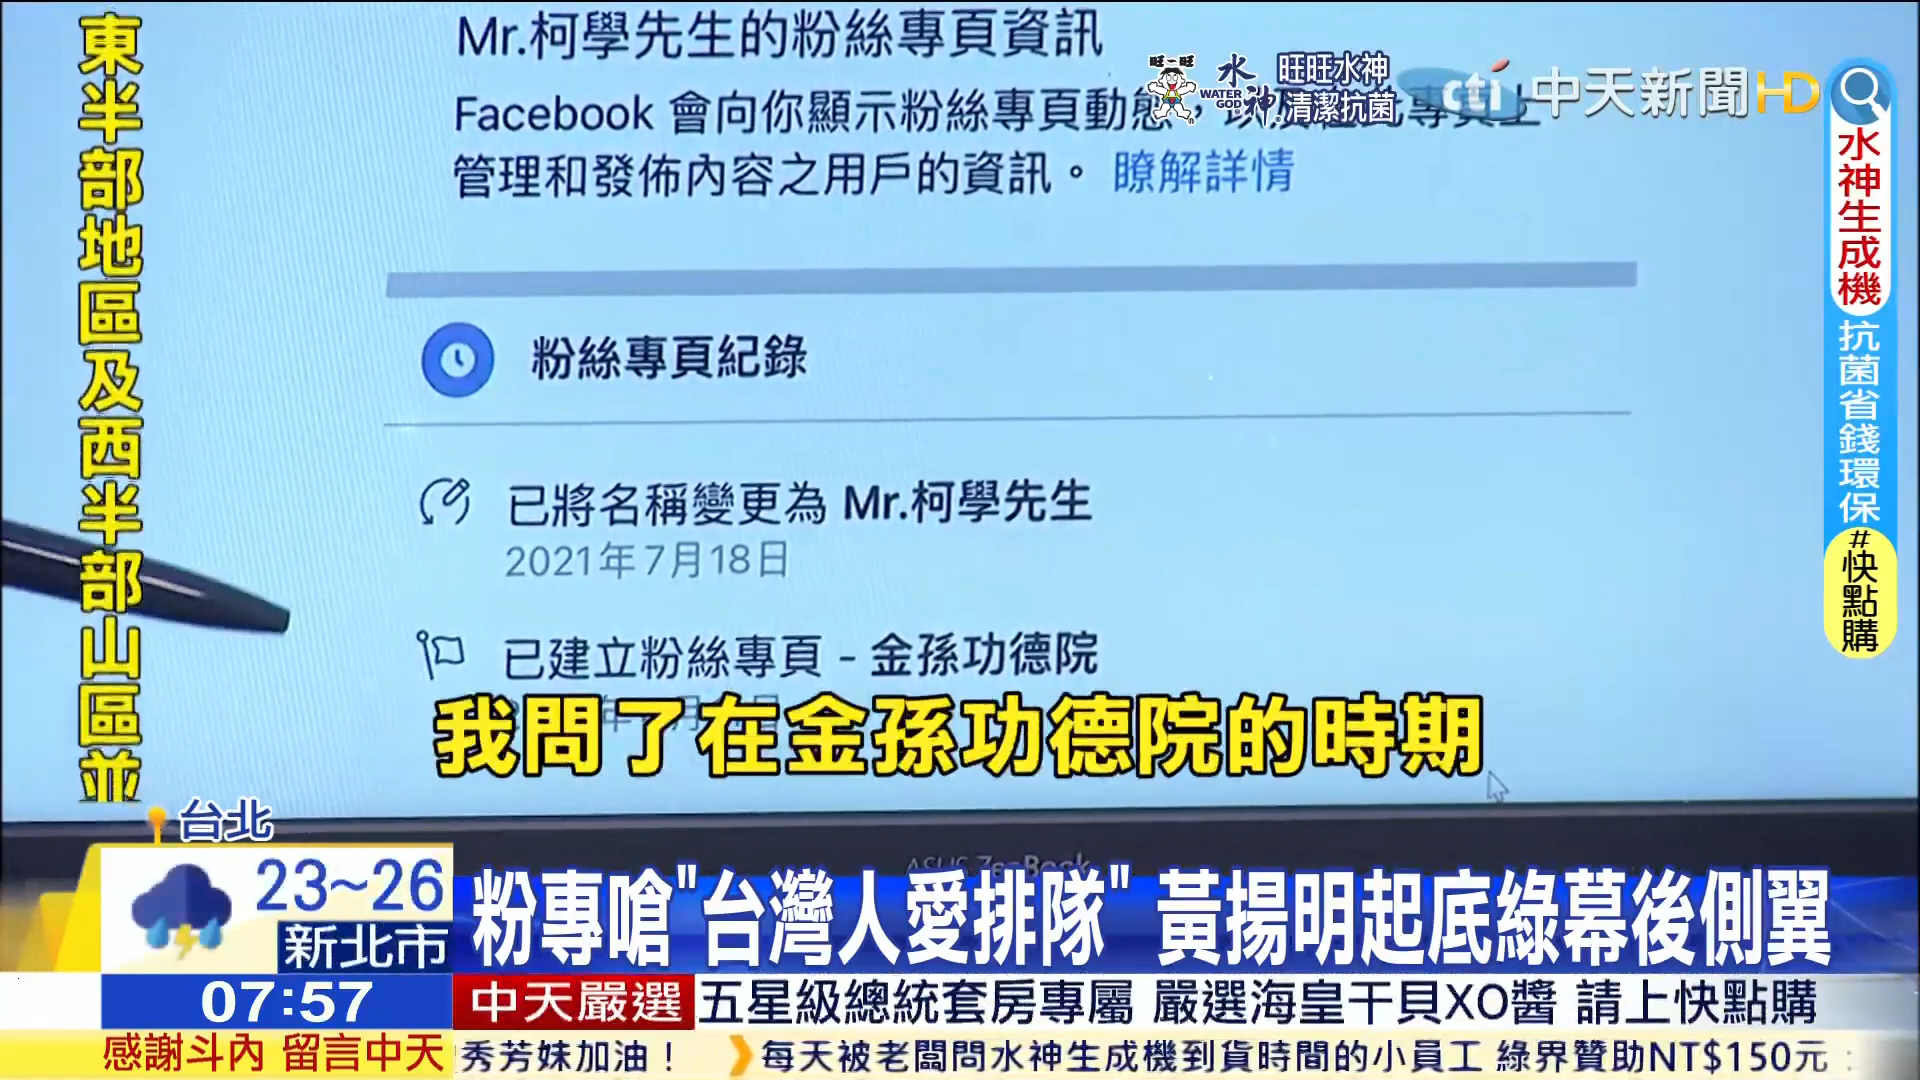 東半部地區及西半部山區並
Mr.柯學先生的粉絲專頁資訊
Facebook 會向你顯示粉絲專頁動態，
管理和發佈內容之用戶的資訊。 瞭解詳情
旺一旺
水神
WATER GOD
旺旺水神
清潔抗菌
cti 中天新聞HD
水神生成機
抗菌省錢環保
#快點購
粉絲專頁紀錄
已將名稱變更為 Mr.柯學先生
2021年7月18日
已建立粉絲專頁 - 金孫功德院
我問了在金孫功德院的時期
ASUS ZenBook
台北
23~26
新北市
07:57
粉專嗆"台灣人愛排隊" 黃揚明起底綠幕後側翼
中天嚴選 五星級總統套房專屬 嚴選海皇干貝XO醬 請上快點購
感謝斗內 留言中天
秀芳妹加油！ 每天被老闆問水神生成機到貨時間的小員工 綠界贊助NT$150元：